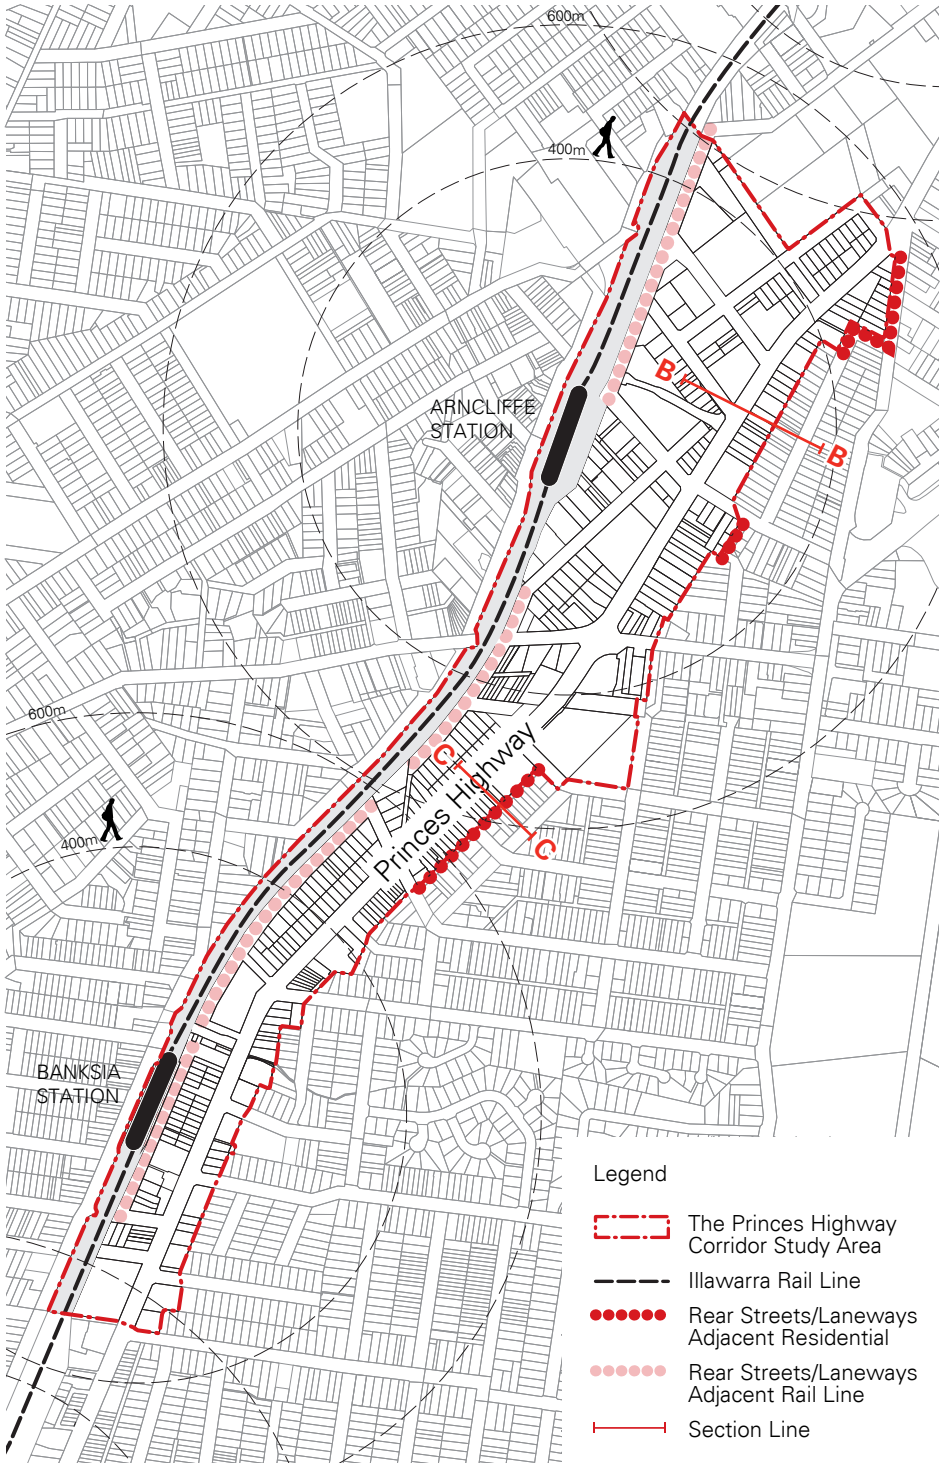 600m
400m
ARNCLIFFE
STATION
B
B
600m
Princes Highway
C
C
400m
BANKSIA
STATION
Legend
The Princes Highway
Corridor Study Area
Illawarra Rail Line
Rear Streets/Laneways
Adjacent Residential
Rear Streets/Laneways
Adjacent Rail Line
Section Line